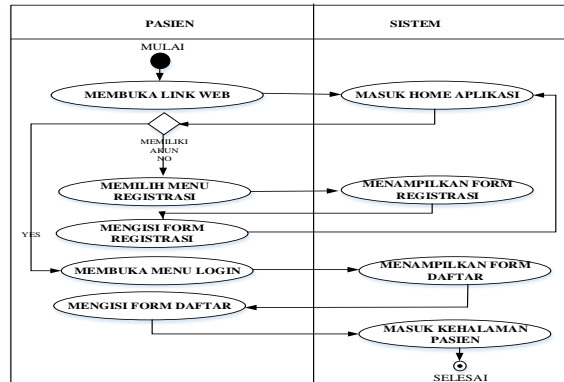 PASIEN
SISTEM
MULAI
MEMBUKA LINK WEB
MASUK HOME APLIKASI
MEMILIKI
AKUN
NO
MEMILIH MENU
REGISTRASI
MENAMPILKAN FORM
REGISTRASI
MENGISI FORM
REGISTRASI
YES
MEMBUKA MENU LOGIN
MENAMPILKAN FORM
DAFTAR
MENGISI FORM DAFTAR
MASUK KEHALAMAN
PASIEN
SELESAI